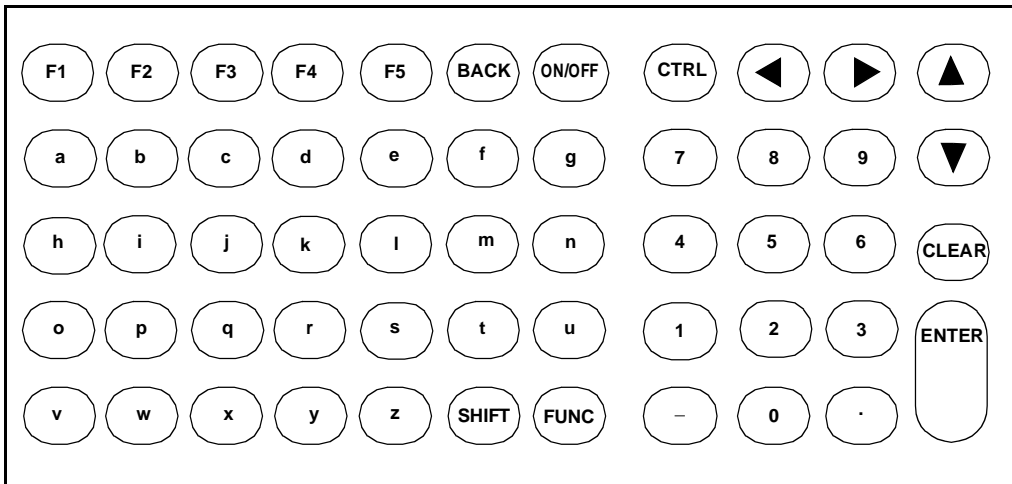 F1 F2 F3 F4 F5 BACK ON/OFF CTRL ◀ ▶ ▲
a b c d e f g 7 8 9 ▼
h i j k l m n 4 5 6 CLEAR
o p q r s t u 1 2 3 ENTER
v w x y z SHIFT FUNC – 0 .